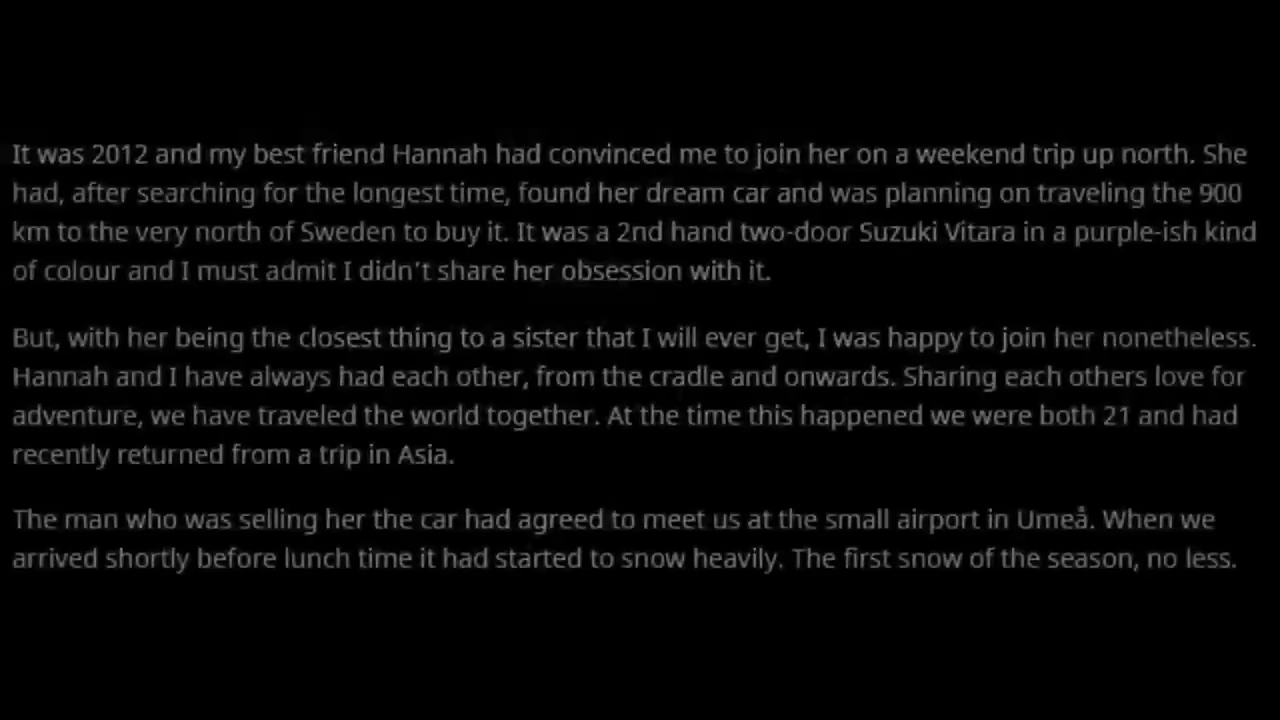 It was 2012 and my best friend Hannah had convinced me to join her on a weekend trip up north. She
had, after searching for the longest time, found her dream car and was planning on traveling the 900
km to the very north of Sweden to buy it. It was a 2nd hand two-door Suzuki Vitara in a purple-ish kind
of colour and I must admit I didn't share her obsession with it.
But, with her being the closest thing to a sister that I will ever get, I was happy to join her nonetheless.
Hannah and I have always had each other, from the cradle and onwards. Sharing each others love for
adventure, we have traveled the world together. At the time this happened we were both 21 and had
recently returned from a trip in Asia.
The man who was selling her the car had agreed to meet us at the small airport in Umeå. When we
arrived shortly before lunch time it had started to snow heavily. The first snow of the season, no less.